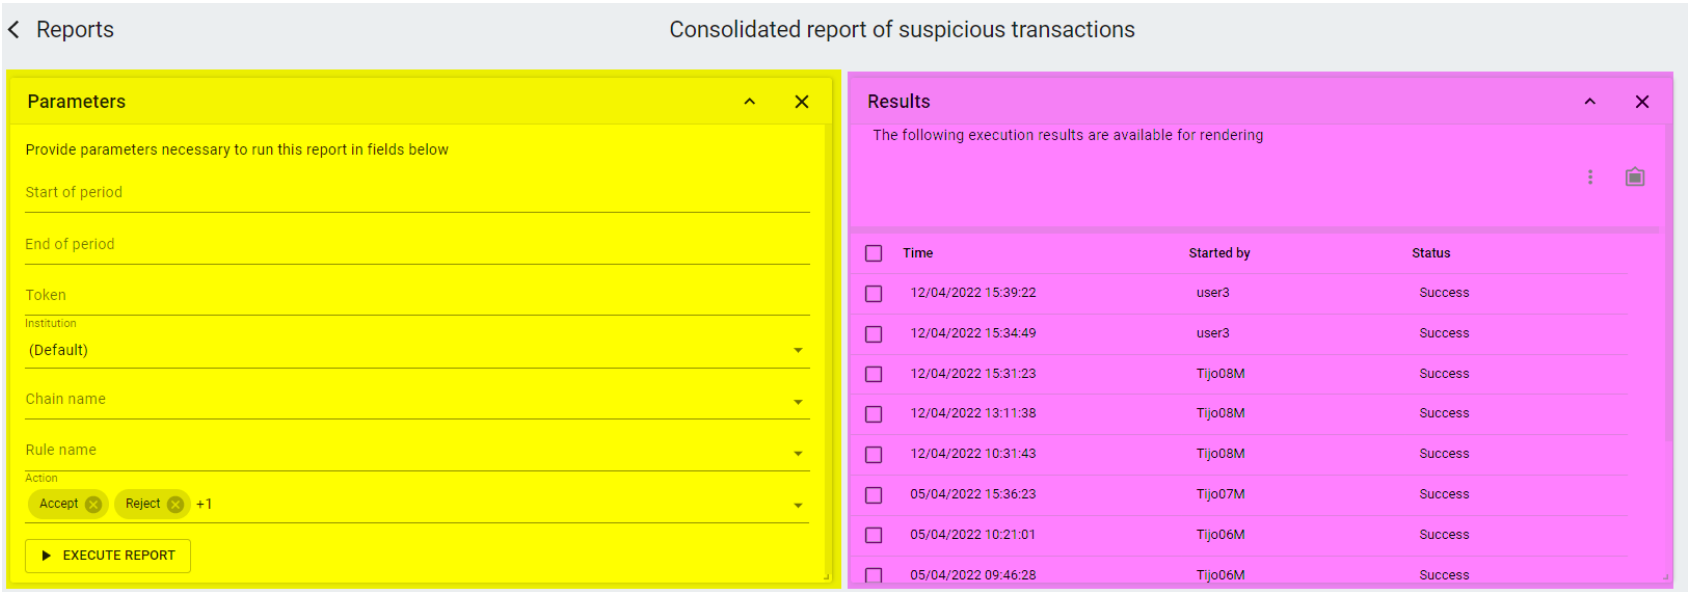 Reports
Consolidated report of suspicious transactions
Parameters
Provide parameters necessary to run this report in fields below
Start of period
End of period
Token
Institution
(Default)
Chain name
Rule name
Action
Accept Reject +1
EXECUTE REPORT
Results
The following execution results are available for rendering
Time Started by Status
12/04/2022 15:39:22 user3 Success
12/04/2022 15:34:49 user3 Success
12/04/2022 15:31:23 Tijo08M Success
12/04/2022 13:11:38 Tijo08M Success
12/04/2022 10:31:43 Tijo08M Success
05/04/2022 15:36:23 Tijo07M Success
05/04/2022 10:21:01 Tijo06M Success
05/04/2022 09:46:28 Tijo06M Success